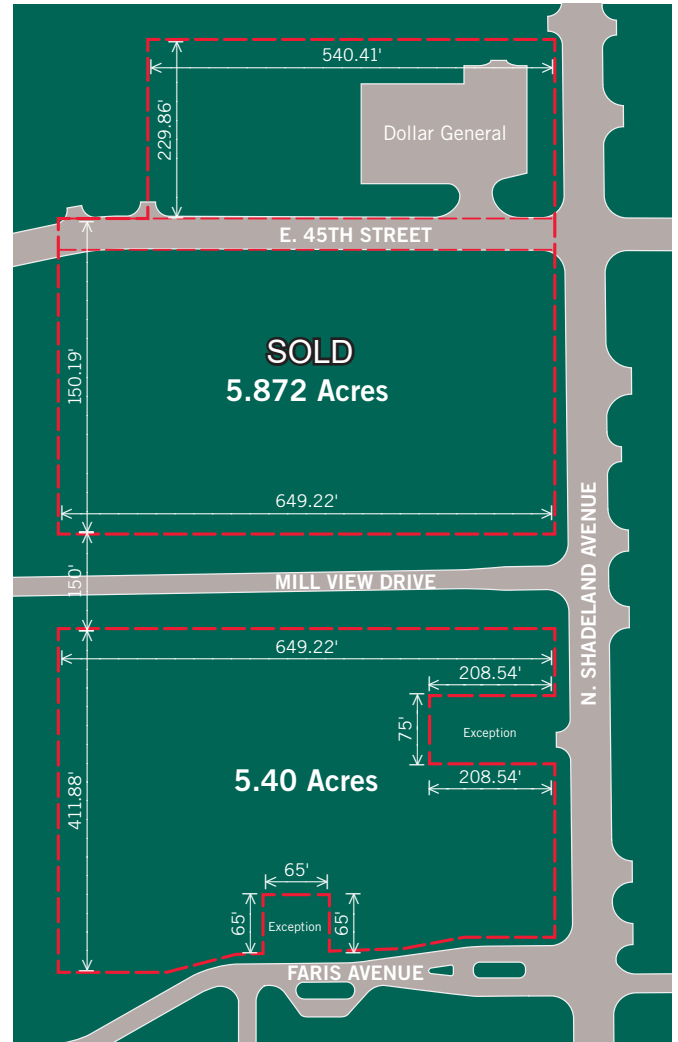 540.41'
229.86'
Dollar General
E. 45TH STREET
SOLD
5.872 Acres
150.19'
649.22'
150'
MILL VIEW DRIVE
N. SHADELAND AVENUE
649.22'
208.54'
75'
Exception
208.54'
5.40 Acres
411.88'
65'
65'
Exception
65'
FARIS AVENUE